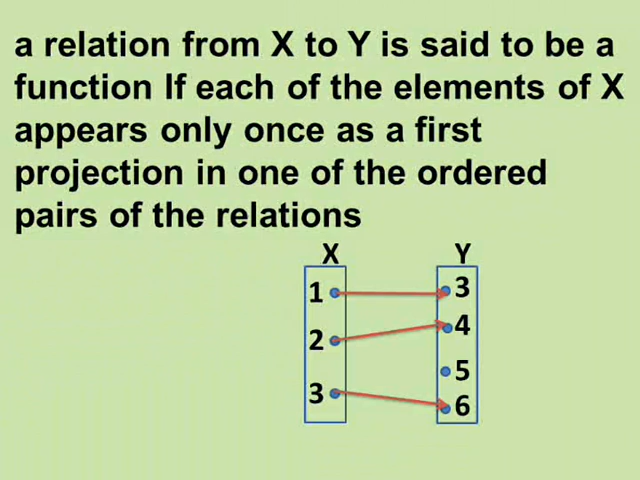 a relation from X to Y is said to be a
function If each of the elements of X
appears only once as a first
projection in one of the ordered
pairs of the relations
X Y
1 3
2 4
5
3 6